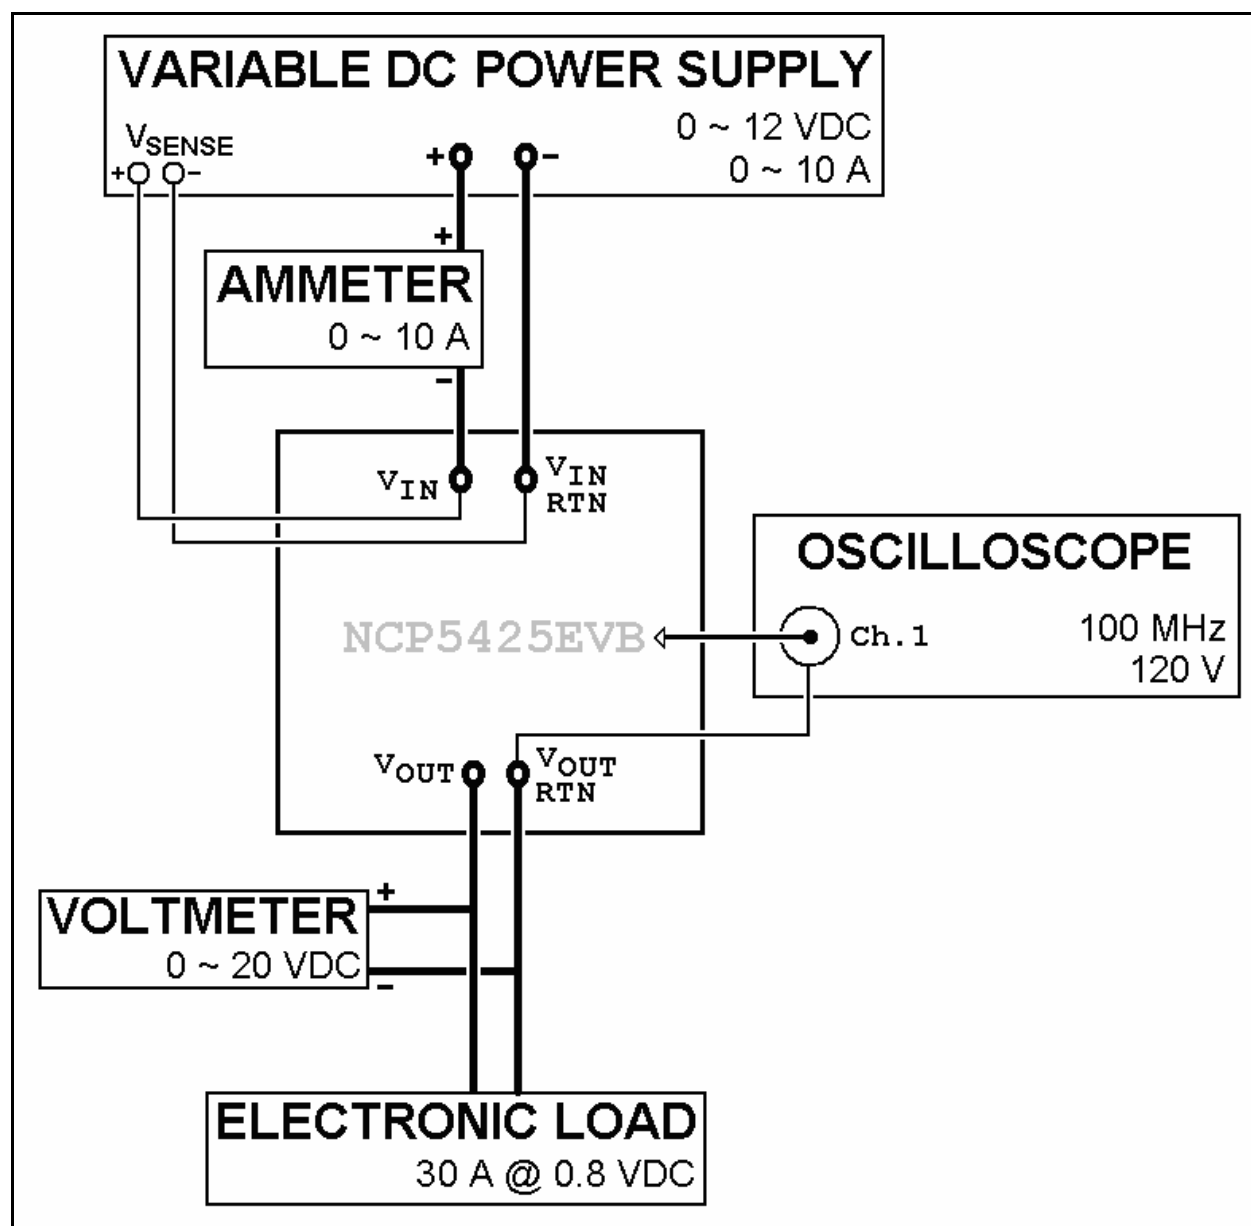 VARIABLE DC POWER SUPPLY
0 ~ 12 VDC
0 ~ 10 A
VSENSE
+ -
+ -
+
AMMETER
0 ~ 10 A
-
VIN
VIN
RTN
OSCILLOSCOPE
Ch.1
100 MHz
120 V
NCP5425EVB
VOUT
VOUT
RTN
+
VOLTMETER
0 ~ 20 VDC
-
ELECTRONIC LOAD
30 A @ 0.8 VDC